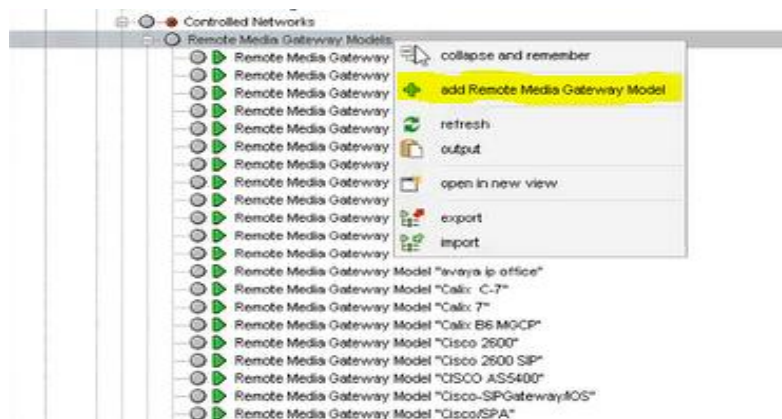 Controlled Networks
Remote Media Gateway Models
Remote Media Gateway
collapse and remember
Remote Media Gateway
Remote Media Gateway
add Remote Media Gateway Model
Remote Media Gateway
Remote Media Gateway
refresh
Remote Media Gateway
output
Remote Media Gateway
Remote Media Gateway
open in new view
Remote Media Gateway
Remote Media Gateway
export
Remote Media Gateway
import
Remote Media Gateway
Remote Media Gateway Model "avaya ip office"
Remote Media Gateway Model "Calix C-7"
Remote Media Gateway Model "Calix 7"
Remote Media Gateway Model "Calix B6 MGCP"
Remote Media Gateway Model "Cisco 2600"
Remote Media Gateway Model "Cisco 2600 SIP"
Remote Media Gateway Model "CISCO AS5400"
Remote Media Gateway Model "Cisco-SIPGateway/IOS"
Remote Media Gateway Model "Cisco/SPA"